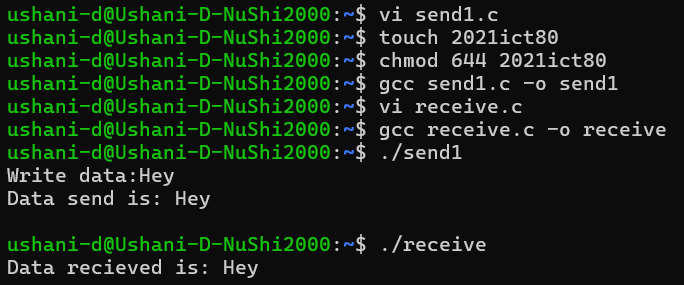 ushani-d@Ushani-D-NuShi2000:~$ vi send1.c
ushani-d@Ushani-D-NuShi2000:~$ touch 2021ict80
ushani-d@Ushani-D-NuShi2000:~$ chmod 644 2021ict80
ushani-d@Ushani-D-NuShi2000:~$ gcc send1.c -o send1
ushani-d@Ushani-D-NuShi2000:~$ vi receive.c
ushani-d@Ushani-D-NuShi2000:~$ gcc receive.c -o receive
ushani-d@Ushani-D-NuShi2000:~$ ./send1
Write data:Hey
Data send is: Hey
ushani-d@Ushani-D-NuShi2000:~$ ./receive
Data recieved is: Hey